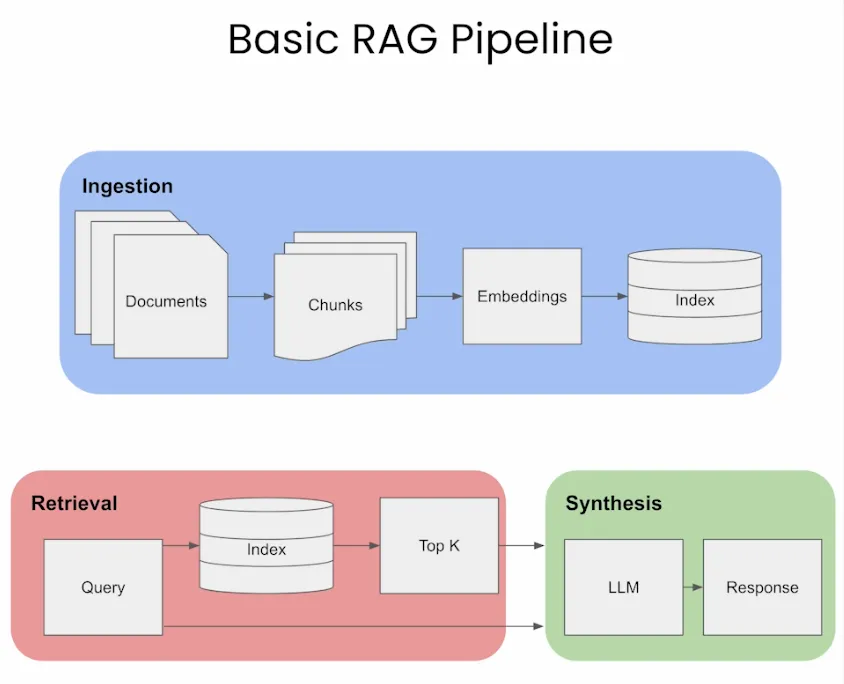 Basic RAG Pipeline
Ingestion
Documents
Chunks
Embeddings
Index
Retrieval
Query
Index
Top K
Synthesis
LLM
Response